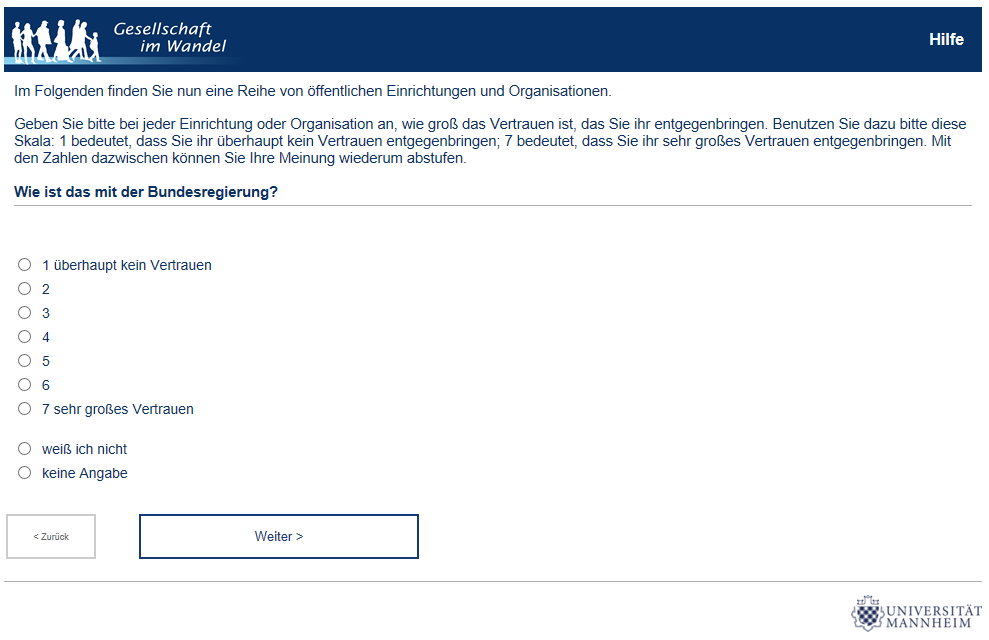 Gesellschaft
im Wandel
Hilfe
Im Folgenden finden Sie nun eine Reihe von öffentlichen Einrichtungen und Organisationen.
Geben Sie bitte bei jeder Einrichtung oder Organisation an, wie groß das Vertrauen ist, das Sie ihr entgegenbringen. Benutzen Sie dazu bitte diese
Skala: 1 bedeutet, dass Sie ihr überhaupt kein Vertrauen entgegenbringen; 7 bedeutet, dass Sie ihr sehr großes Vertrauen entgegenbringen. Mit
den Zahlen dazwischen können Sie Ihre Meinung wiederum abstufen.
Wie ist das mit der Bundesregierung?
1 überhaupt kein Vertrauen
2
3
4
5
6
7 sehr großes Vertrauen
weiß ich nicht
keine Angabe
< Zurück
Weiter >
UNIVERSITÄT
MANNHEIM